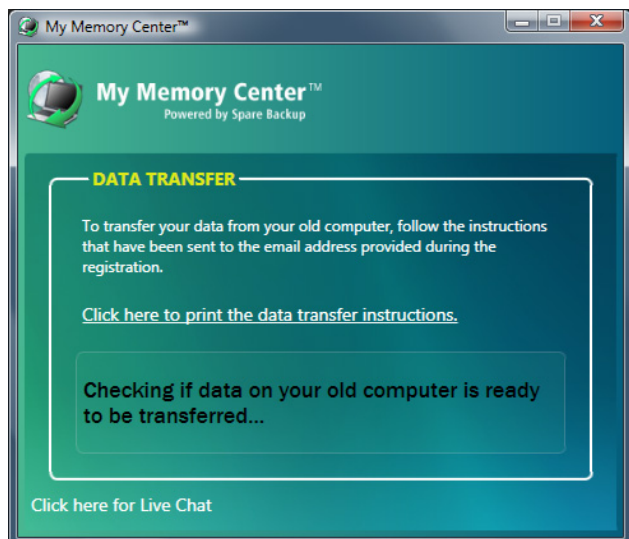 My Memory Center™
My Memory Center™
Powered by Spare Backup
DATA TRANSFER
To transfer your data from your old computer, follow the instructions
that have been sent to the email address provided during the
registration.
Click here to print the data transfer instructions.
Checking if data on your old computer is ready
to be transferred...
Click here for Live Chat